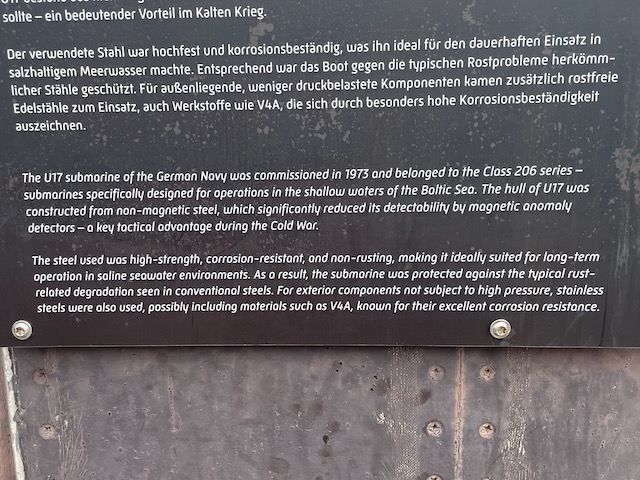 sollte – ein bedeutender Vorteil im Kalten Krieg.
Der verwendete Stahl war hochfest und korrosionsbeständig, was ihn ideal für den dauerhaften Einsatz in
salzhaltigem Meerwasser machte. Entsprechend war das Boot gegen die typischen Rostprobleme herkömm-
licher Stähle geschützt. Für außenliegende, weniger druckbelastete Komponenten kamen zusätzlich rostfreie
Edelstähle zum Einsatz, auch Werkstoffe wie V4A, die sich durch besonders hohe Korrosionsbeständigkeit
auszeichnen.
The U17 submarine of the German Navy was commissioned in 1973 and belonged to the Class 206 series –
submarines specifically designed for operations in the shallow waters of the Baltic Sea. The hull of U17 was
constructed from non-magnetic steel, which significantly reduced its detectability by magnetic anomaly
detectors – a key tactical advantage during the Cold War.
The steel used was high-strength, corrosion-resistant, and non-rusting, making it ideally suited for long-term
operation in saline seawater environments. As a result, the submarine was protected against the typical rust-
related degradation seen in conventional steels. For exterior components not subject to high pressure, stainless
steels were also used, possibly including materials such as V4A, known for their excellent corrosion resistance.